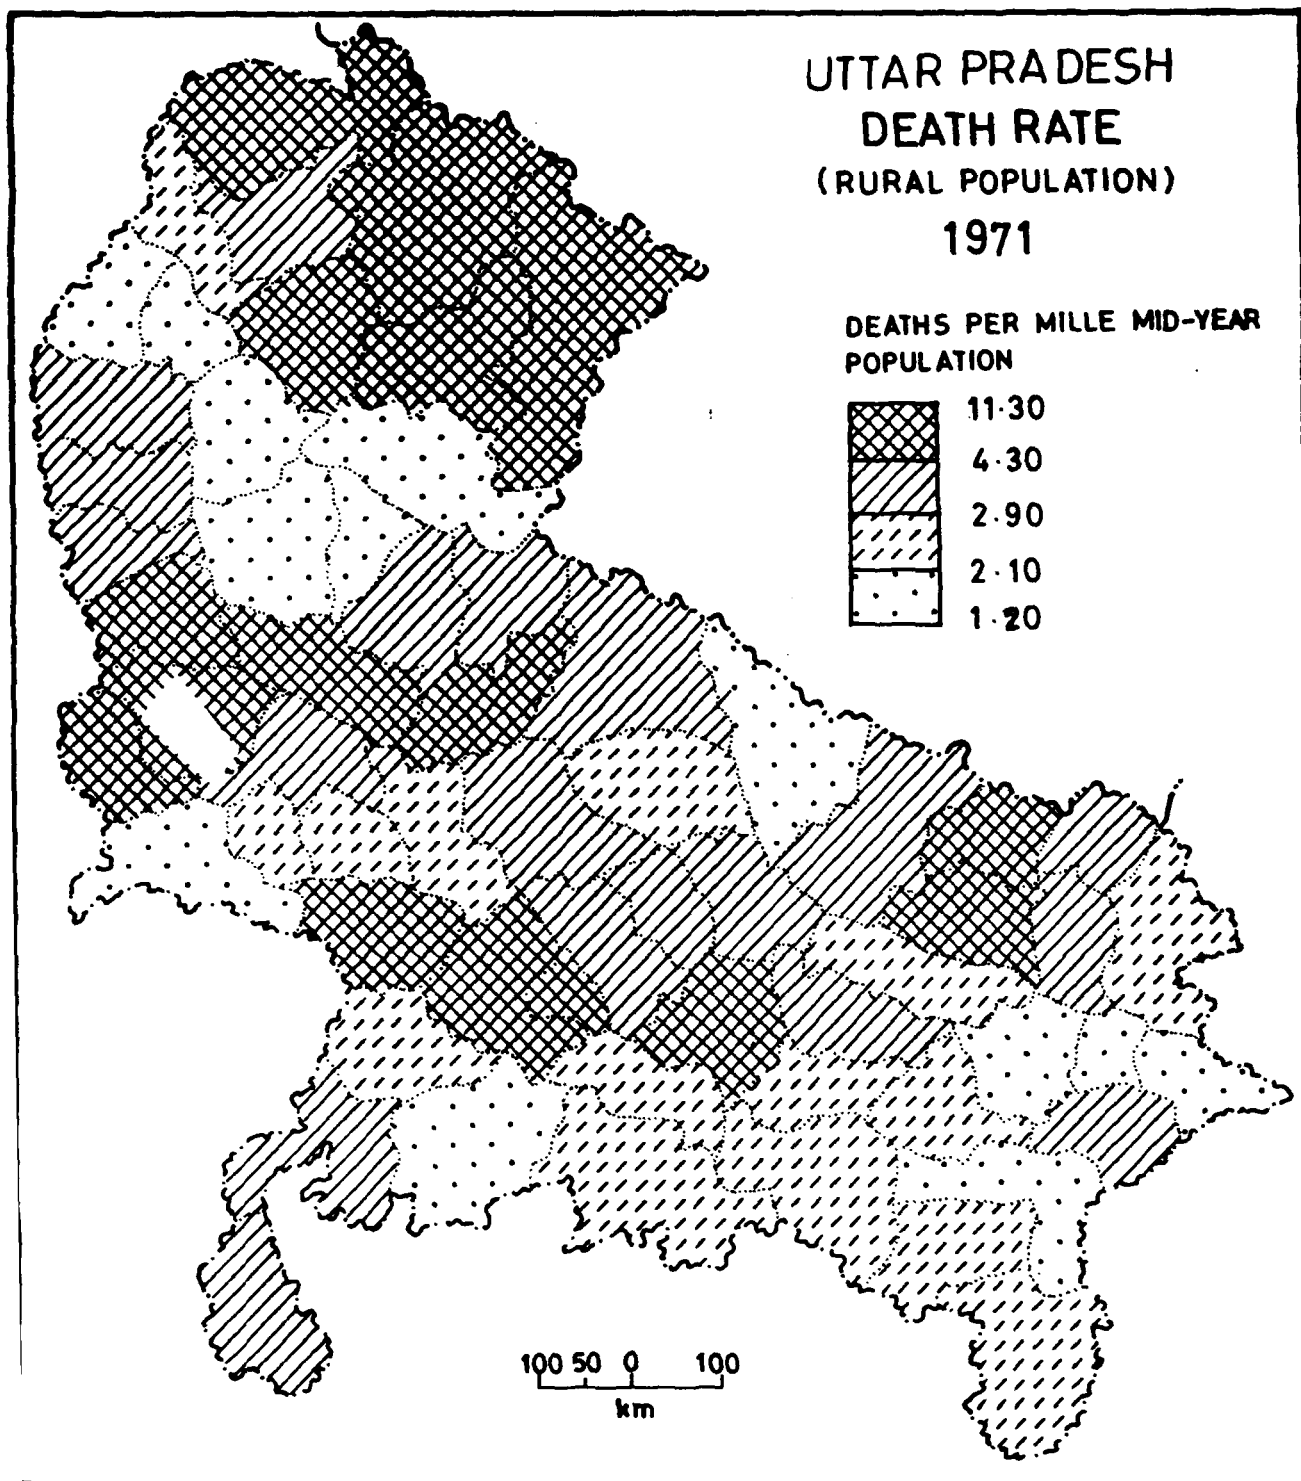 UTTAR PRADESH
DEATH RATE
(RURAL POPULATION)
1971
DEATHS PER MILLE MID-YEAR
POPULATION
11·30
4·30
2·90
2·10
1·20
100 50 0 100
km